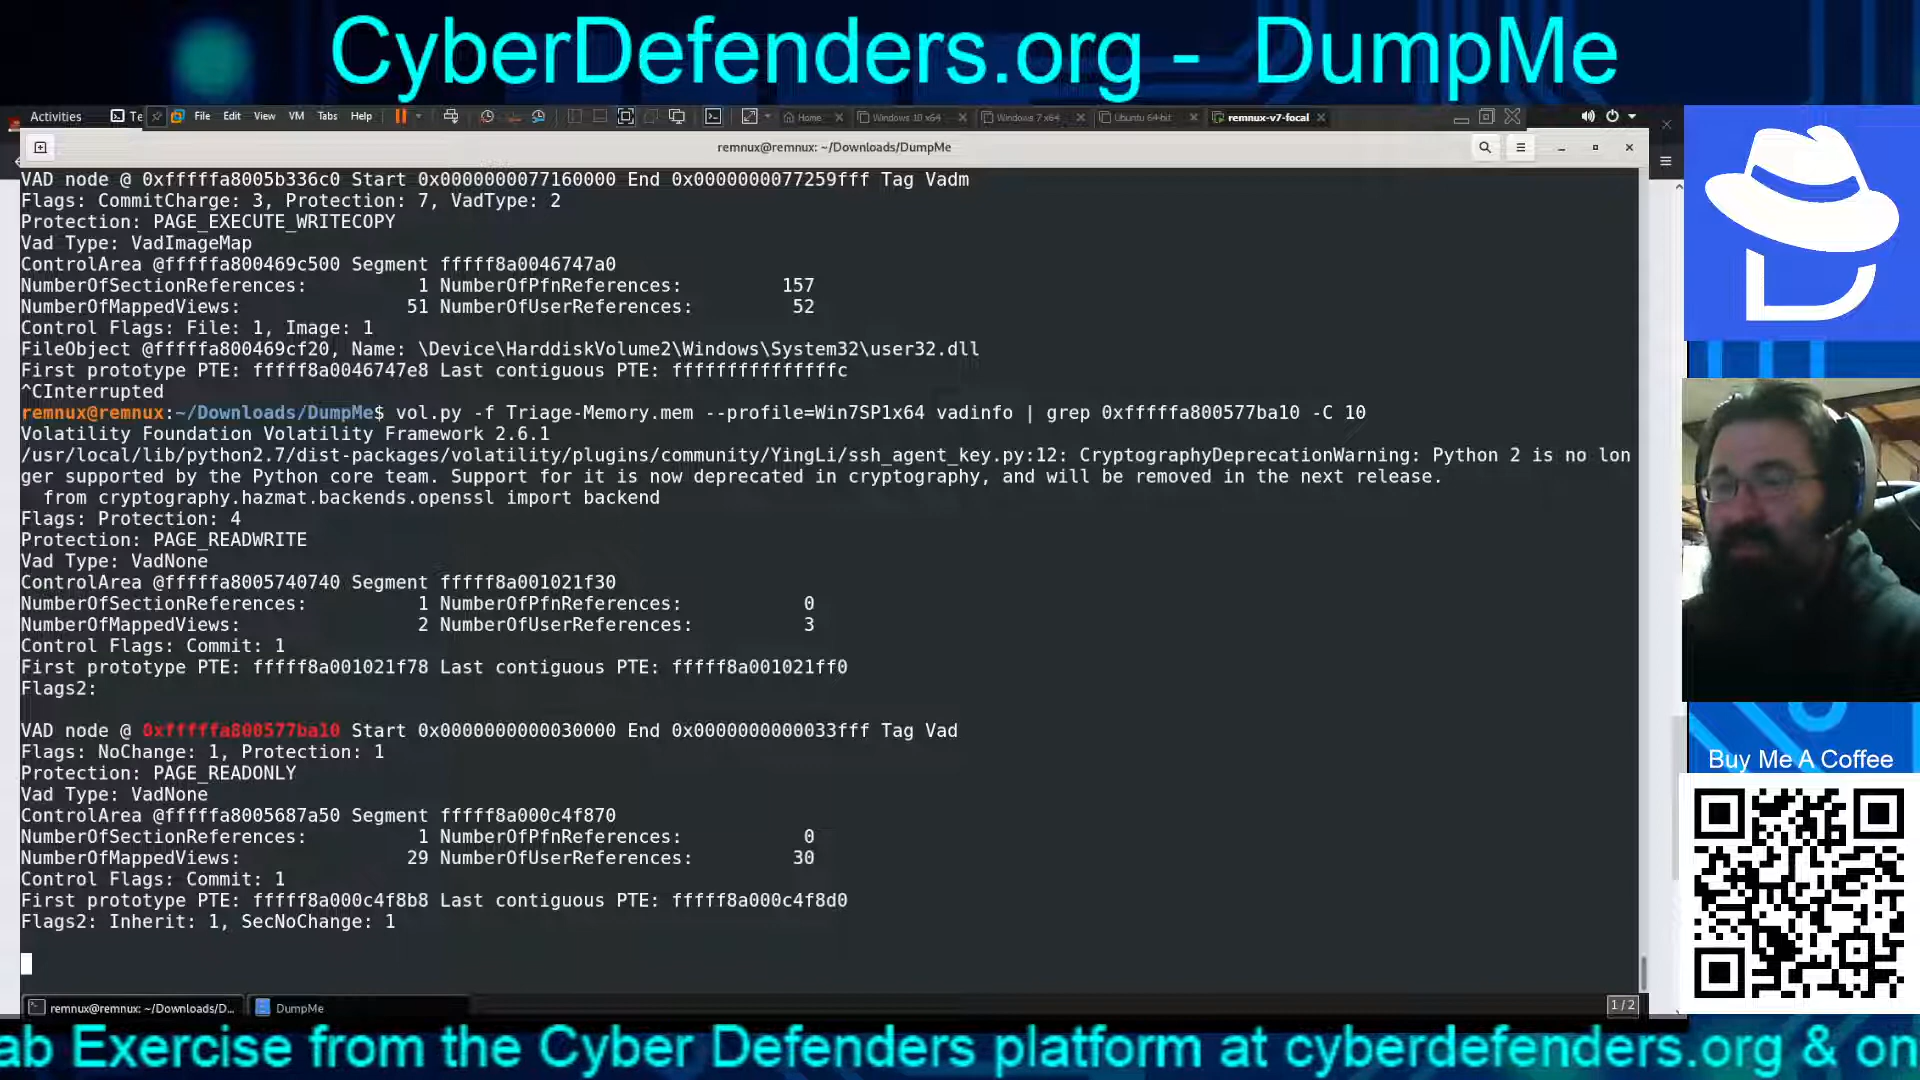 CyberDefenders.org - DumpMe
Activities
Te
File Edit View VM Tabs Help
Home
Windows 10 x64
Windows 7 x64
Ubuntu 64-bit
remnux-v7-focal
remnux@remnux: ~/Downloads/DumpMe
VAD node @ 0xfffffa8005b336c0 Start 0x0000000077160000 End 0x0000000077259fff Tag Vadm
Flags: CommitCharge: 3, Protection: 7, VadType: 2
Protection: PAGE_EXECUTE_WRITECOPY
Vad Type: VadImageMap
ControlArea @fffffa800469c500 Segment fffff8a0046747a0
NumberOfSectionReferences: 1 NumberOfPfnReferences: 157
NumberOfMappedViews: 51 NumberOfUserReferences: 52
Control Flags: File: 1, Image: 1
FileObject @fffffa800469cf20, Name: \Device\HarddiskVolume2\Windows\System32\user32.dll
First prototype PTE: fffff8a0046747e8 Last contiguous PTE: fffffffffffffffc
^CInterrupted
remnux@remnux:~/Downloads/DumpMe$ vol.py -f Triage-Memory.mem --profile=Win7SP1x64 vadinfo | grep 0xfffffa800577ba10 -C 10
Volatility Foundation Volatility Framework 2.6.1
/usr/local/lib/python2.7/dist-packages/volatility/plugins/community/YingLi/ssh_agent_key.py:12: CryptographyDeprecationWarning: Python 2 is no lon
ger supported by the Python core team. Support for it is now deprecated in cryptography, and will be removed in the next release.
from cryptography.hazmat.backends.openssl import backend
Flags: Protection: 4
Protection: PAGE_READWRITE
Vad Type: VadNone
ControlArea @fffffa8005740740 Segment fffff8a001021f30
NumberOfSectionReferences: 1 NumberOfPfnReferences: 0
NumberOfMappedViews: 2 NumberOfUserReferences: 3
Control Flags: Commit: 1
First prototype PTE: fffff8a001021f78 Last contiguous PTE: fffff8a001021ff0
Flags2:
VAD node @ 0xfffffa800577ba10 Start 0x0000000000030000 End 0x0000000000033fff Tag Vad
Flags: NoChange: 1, Protection: 1
Protection: PAGE_READONLY
Vad Type: VadNone
ControlArea @fffffa8005687a50 Segment fffff8a000c4f870
NumberOfSectionReferences: 1 NumberOfPfnReferences: 0
NumberOfMappedViews: 29 NumberOfUserReferences: 30
Control Flags: Commit: 1
First prototype PTE: fffff8a000c4f8b8 Last contiguous PTE: fffff8a000c4f8d0
Flags2: Inherit: 1, SecNoChange: 1
Buy Me A Coffee
remnux@remnux: ~/Downloads/D...
DumpMe
1 / 2
ab Exercise from the Cyber Defenders platform at cyberdefenders.org & on